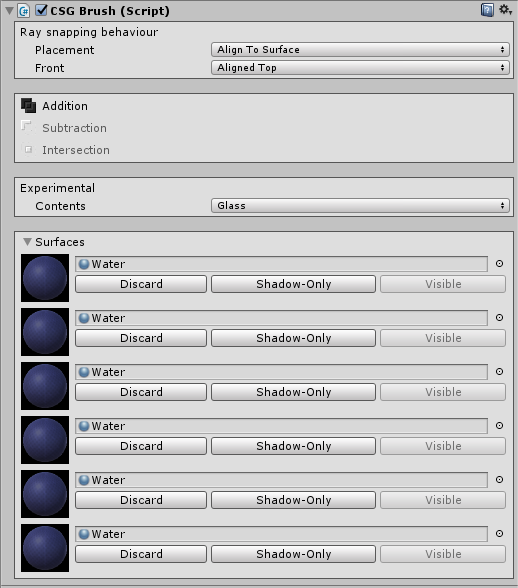 CSG Brush (Script)
Ray snapping behaviour
Placement Align To Surface
Front Aligned Top
Addition
Subtraction
Intersection
Experimental
Contents Glass
Surfaces
Water
Discard Shadow-Only Visible
Water
Discard Shadow-Only Visible
Water
Discard Shadow-Only Visible
Water
Discard Shadow-Only Visible
Water
Discard Shadow-Only Visible
Water
Discard Shadow-Only Visible